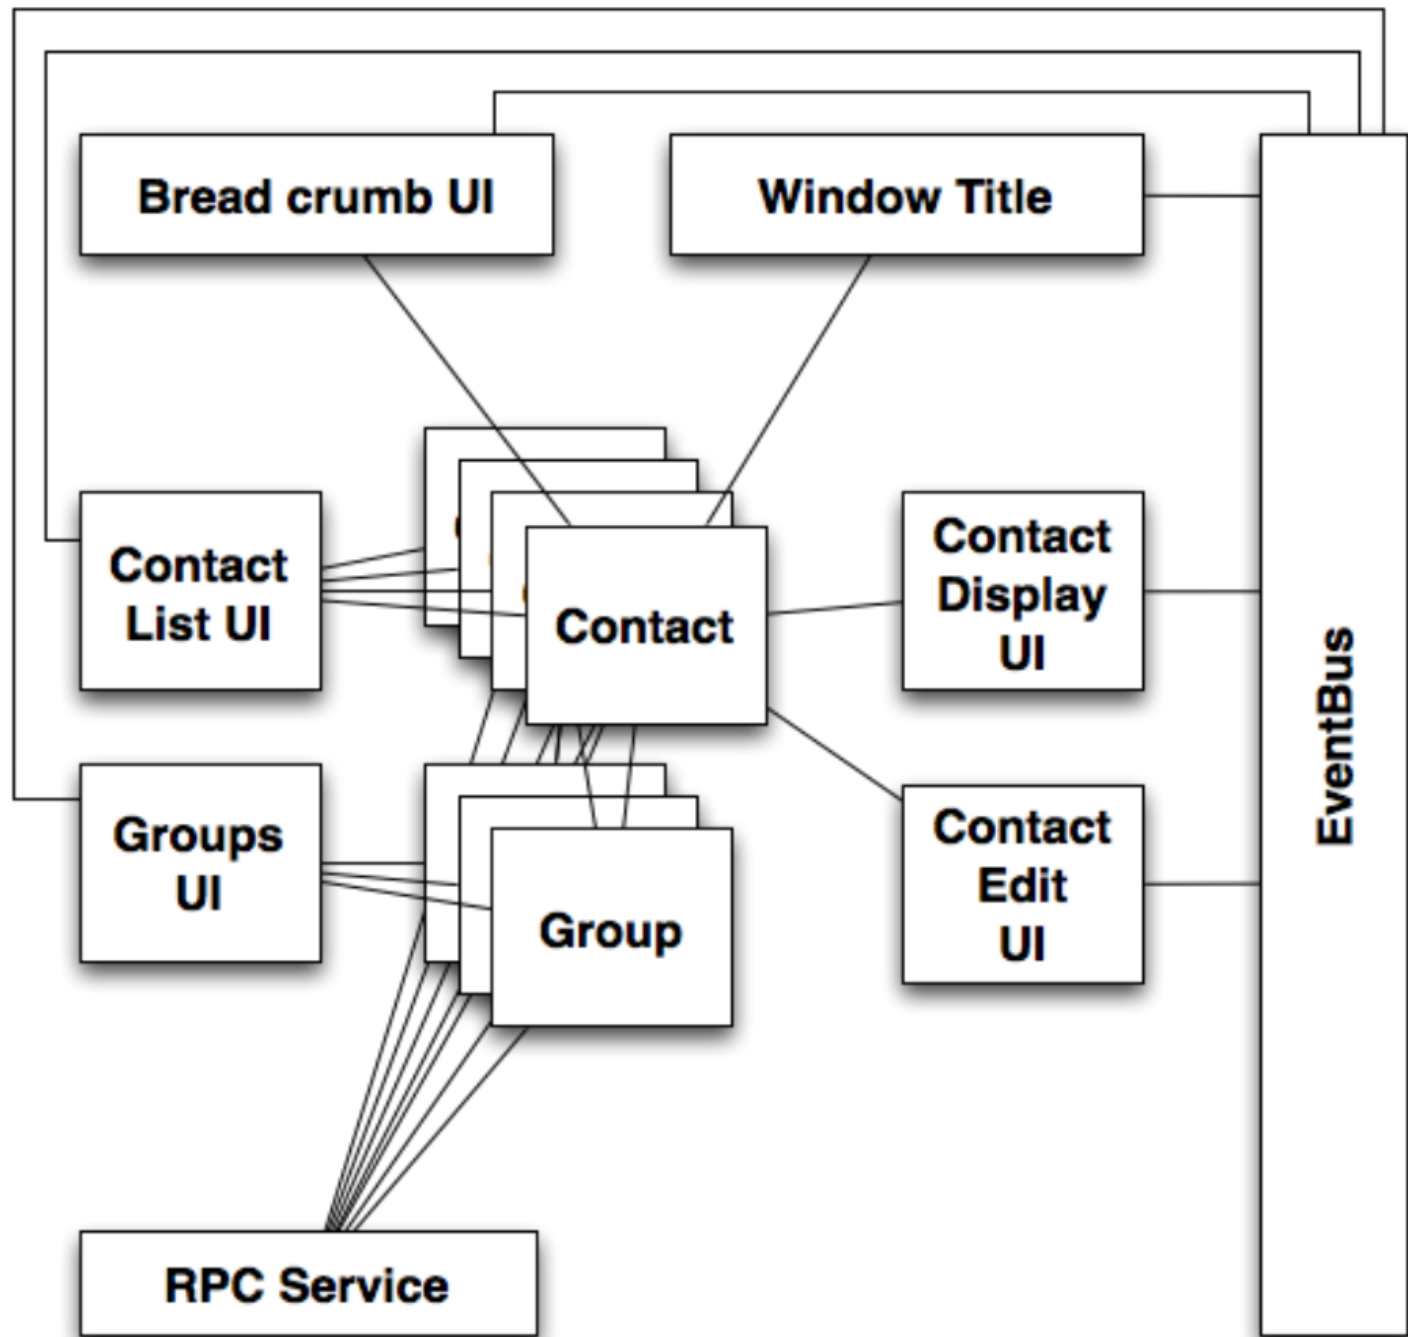 Bread crumb UI
Window Title
Contact
List UI
Contact
Contact
Display
UI
Groups
UI
Group
Contact
Edit
UI
EventBus
RPC Service